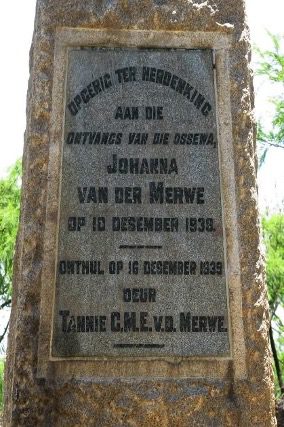 OPGERIG TER HERDENKING
AAN DIE
ONTVANGS VAN DIE OSSEWA,
JOHANNA
VAN DER MERWE
OP 10 DESEMBER 1938.
ONTHUL OP 16 DESEMBER 1939
DEUR
TANNIE C.M.E.V.D. MERWE.